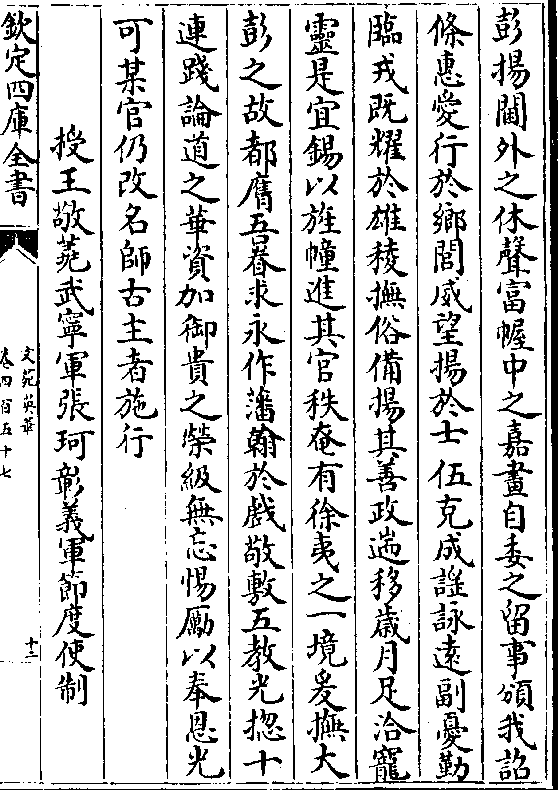 彭揚閫外之休聲富幄中之嘉畫自委之留事頒我詔
條惠愛行於鄉閭威望揚於士伍克成謡詠遠副憂勤
臨戎既耀於雄稜撫俗備揚其善政遄移歲月足洽寵
靈是宜錫以旌幢進其官秩奄有徐夷之一境爰撫大
彭之故都膺吾眷求永作藩翰於戲敬敷五教光揔十
連踐論道之華資加御貴之榮級無忘惕厲以奉恩光
可某官仍改名師古主者施行
授王敬蕘武寧軍張珂彰義軍節度使制
欽定四庫全書
文苑英華
卷四百五十七
十三